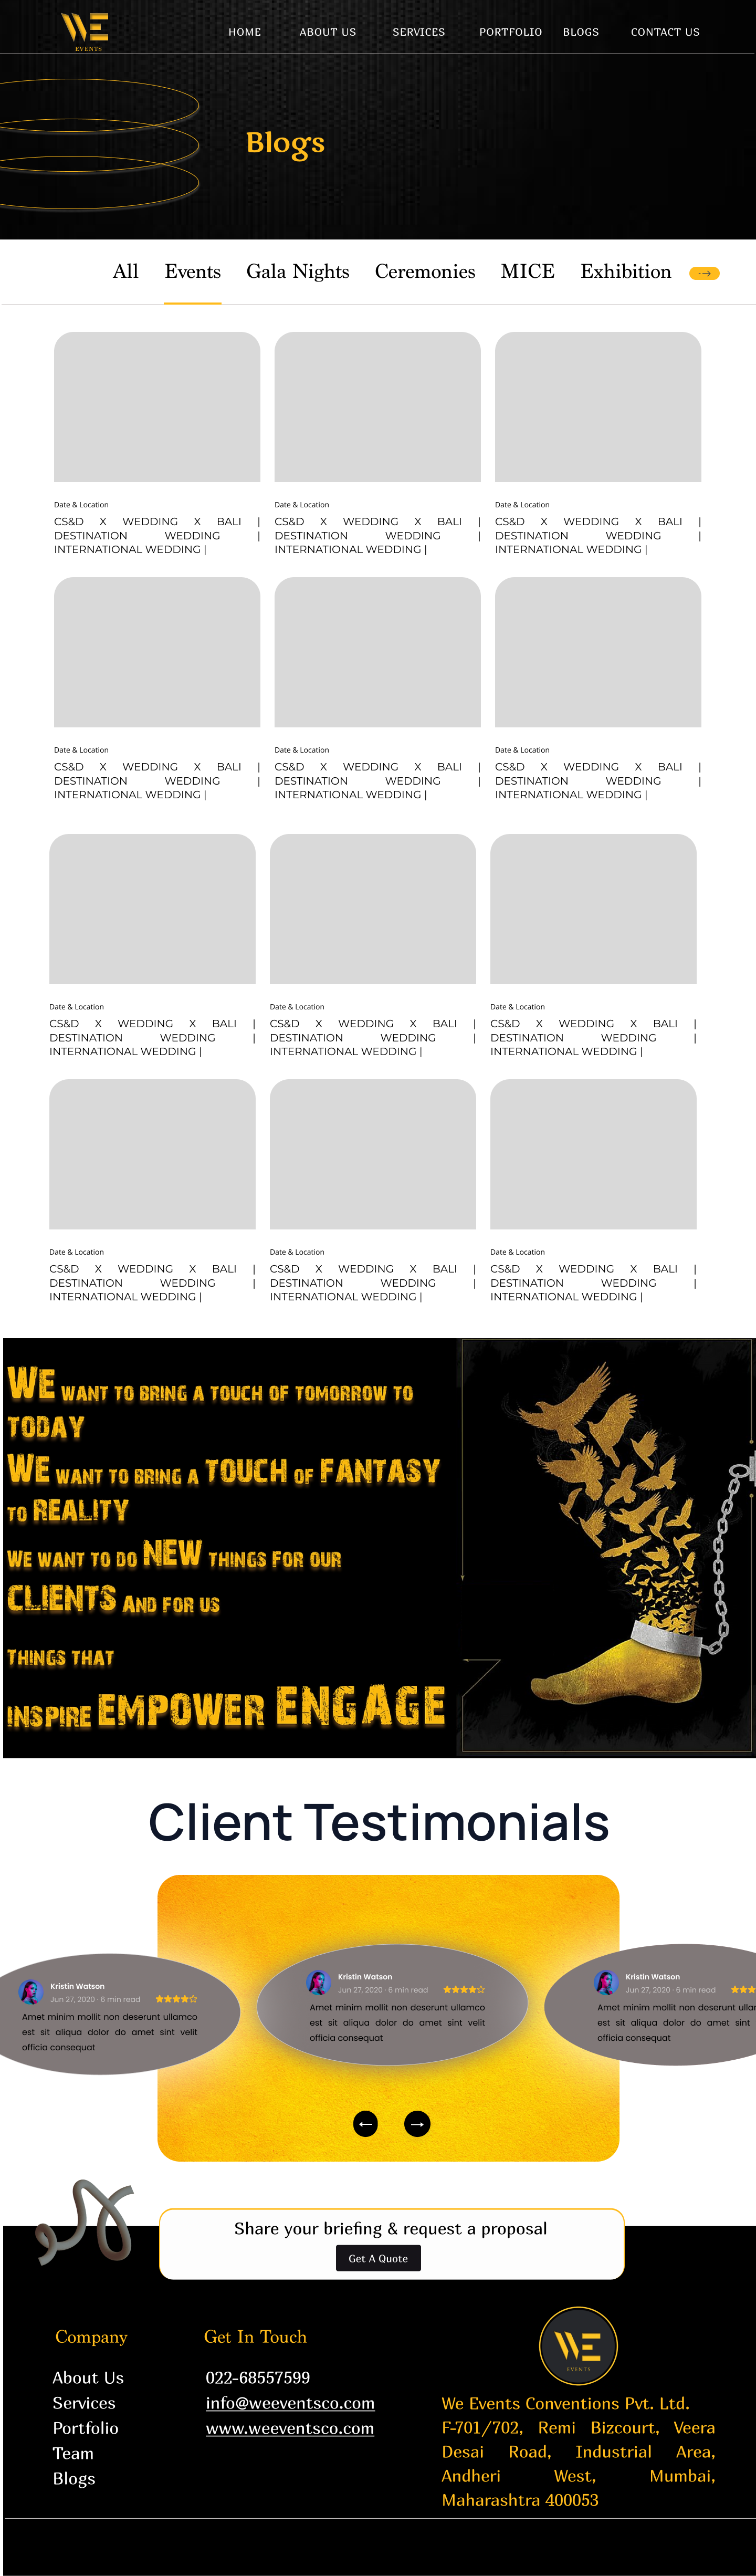 WE
EVENTS
HOME ABOUT US SERVICES PORTFOLIO BLOGS CONTACT US
Blogs
All Events Gala Nights Ceremonies MICE Exhibition
Date & Location
CS&D X WEDDING X BALI |
DESTINATION WEDDING |
INTERNATIONAL WEDDING |
Date & Location
CS&D X WEDDING X BALI |
DESTINATION WEDDING |
INTERNATIONAL WEDDING |
Date & Location
CS&D X WEDDING X BALI |
DESTINATION WEDDING |
INTERNATIONAL WEDDING |
Date & Location
CS&D X WEDDING X BALI |
DESTINATION WEDDING |
INTERNATIONAL WEDDING |
Date & Location
CS&D X WEDDING X BALI |
DESTINATION WEDDING |
INTERNATIONAL WEDDING |
Date & Location
CS&D X WEDDING X BALI |
DESTINATION WEDDING |
INTERNATIONAL WEDDING |
Date & Location
CS&D X WEDDING X BALI |
DESTINATION WEDDING |
INTERNATIONAL WEDDING |
Date & Location
CS&D X WEDDING X BALI |
DESTINATION WEDDING |
INTERNATIONAL WEDDING |
Date & Location
CS&D X WEDDING X BALI |
DESTINATION WEDDING |
INTERNATIONAL WEDDING |
Date & Location
CS&D X WEDDING X BALI |
DESTINATION WEDDING |
INTERNATIONAL WEDDING |
Date & Location
CS&D X WEDDING X BALI |
DESTINATION WEDDING |
INTERNATIONAL WEDDING |
Date & Location
CS&D X WEDDING X BALI |
DESTINATION WEDDING |
INTERNATIONAL WEDDING |
WE WANT TO BRING A TOUCH OF TOMORROW TO
TODAY
WE WANT TO BRING A TOUCH OF FANTASY
TO REALITY
WE WANT TO DO NEW THINGS FOR OUR
CLIENTS AND FOR US
THINGS THAT
INSPIRE EMPOWER ENGAGE
Client Testimonials
Kristin Watson
Jun 27, 2020 · 6 min read
Amet minim mollit non deserunt ullamco
est sit aliqua dolor do amet sint velit
officia consequat
Kristin Watson
Jun 27, 2020 · 6 min read
Amet minim mollit non deserunt ullamco
est sit aliqua dolor do amet sint velit
officia consequat
Kristin Watson
Jun 27, 2020 · 6 min read
Amet minim mollit non deserunt ullam
est sit aliqua dolor do amet sint
officia consequat
Share your briefing & request a proposal
Get A Quote
Company
About Us
Services
Portfolio
Team
Blogs
Get In Touch
022-68557599
info@weeventsco.com
www.weeventsco.com
WE
EVENTS
We Events Conventions Pvt. Ltd.
F-701/702, Remi Bizcourt, Veera
Desai Road, Industrial Area,
Andheri West, Mumbai,
Maharashtra 400053